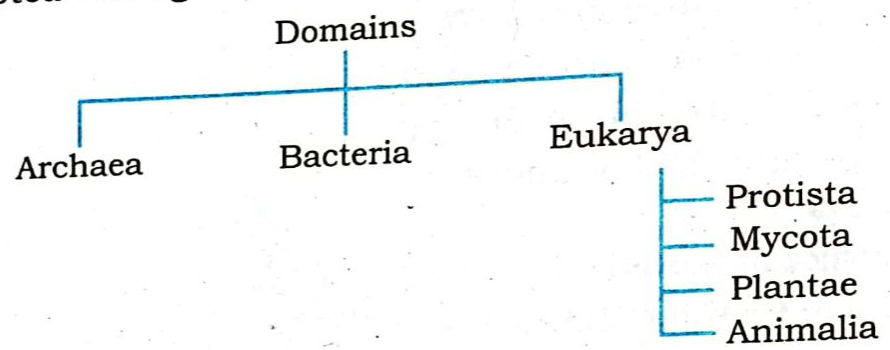 Domains
Archaea
Bacteria
Eukarya
Protista
Mycota
Plantae
Animalia